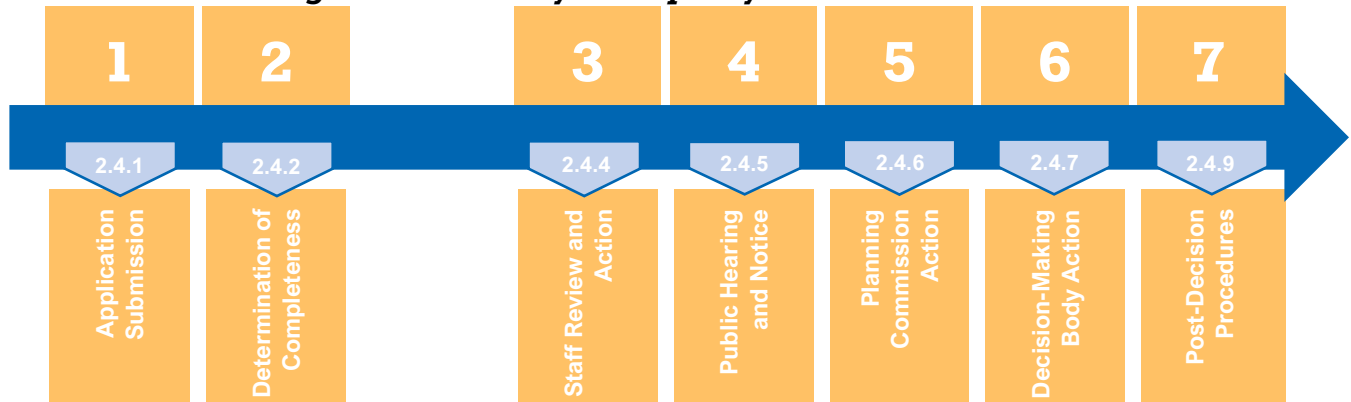 1 2 3 4 5 6 7
2.4.1 2.4.2 2.4.4 2.4.5 2.4.6 2.4.7 2.4.9
Application
Submission
Determination of
Completeness
Staff Review and
Action
Public Hearing
and Notice
Planning
Commission
Action
Decision-Making
Body Action
Post-Decision
Procedures